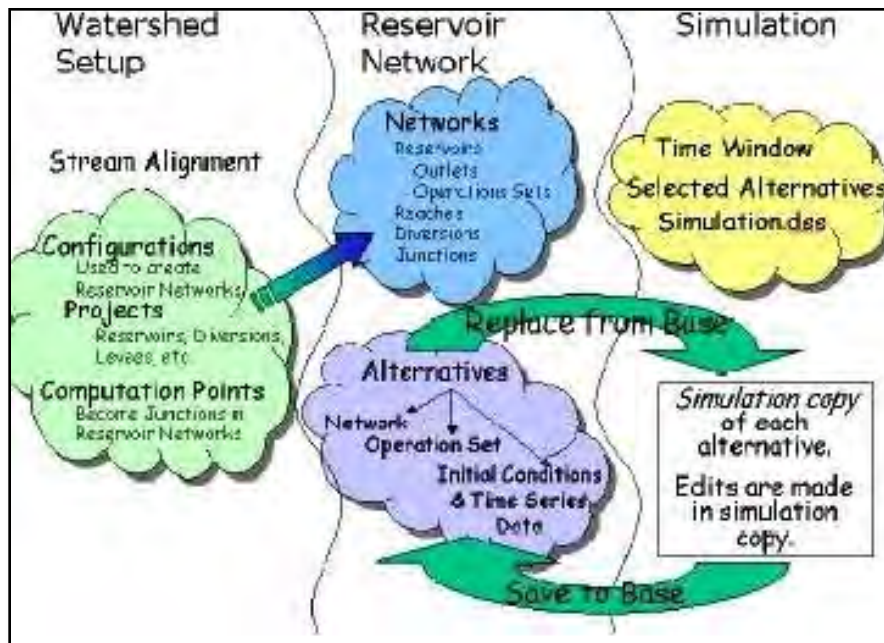 Watershed
Setup
Stream Alignment
Configurations
Used to create
Reservoir Networks
Projects
Reservoirs, Diversions,
Levees, etc.
Computation Points
Become Junctions in
Reservoir Networks
Reservoir
Network
Networks
Reservoirs
Outlets
Operations Sets
Reaches
Diversions
Junctions
Replace from Base
Alternatives
Network
Operation Set
Initial Conditions
& Time Series
Data
Save to Base
Simulation
Time Window
Selected Alternatives
Simulation.dss
Simulation copy
of each
alternative.
Edits are made
in simulation
copy.